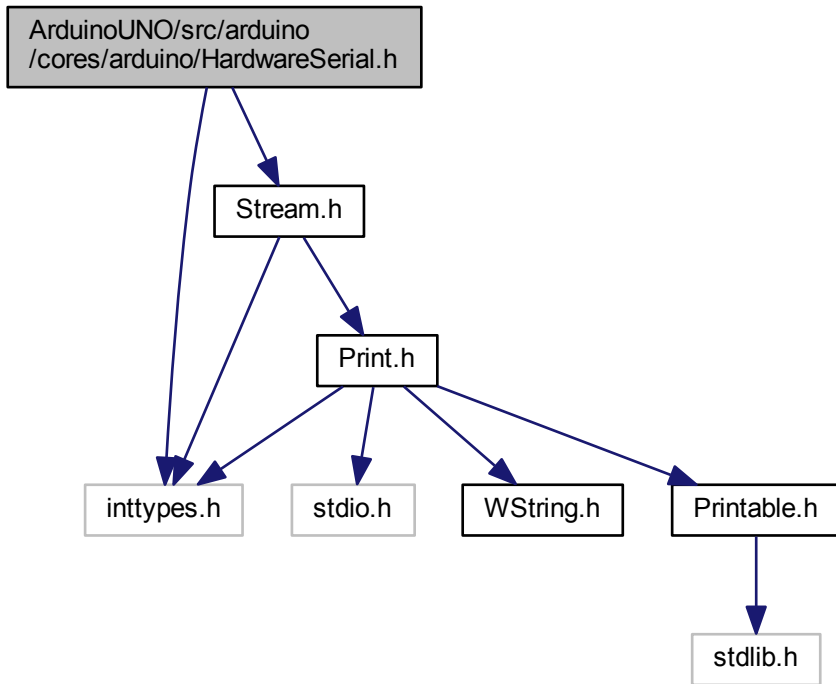 ArduinoUNO/src/arduino
/cores/arduino/HardwareSerial.h
Stream.h
Print.h
inttypes.h
stdio.h
WString.h
Printable.h
stdlib.h